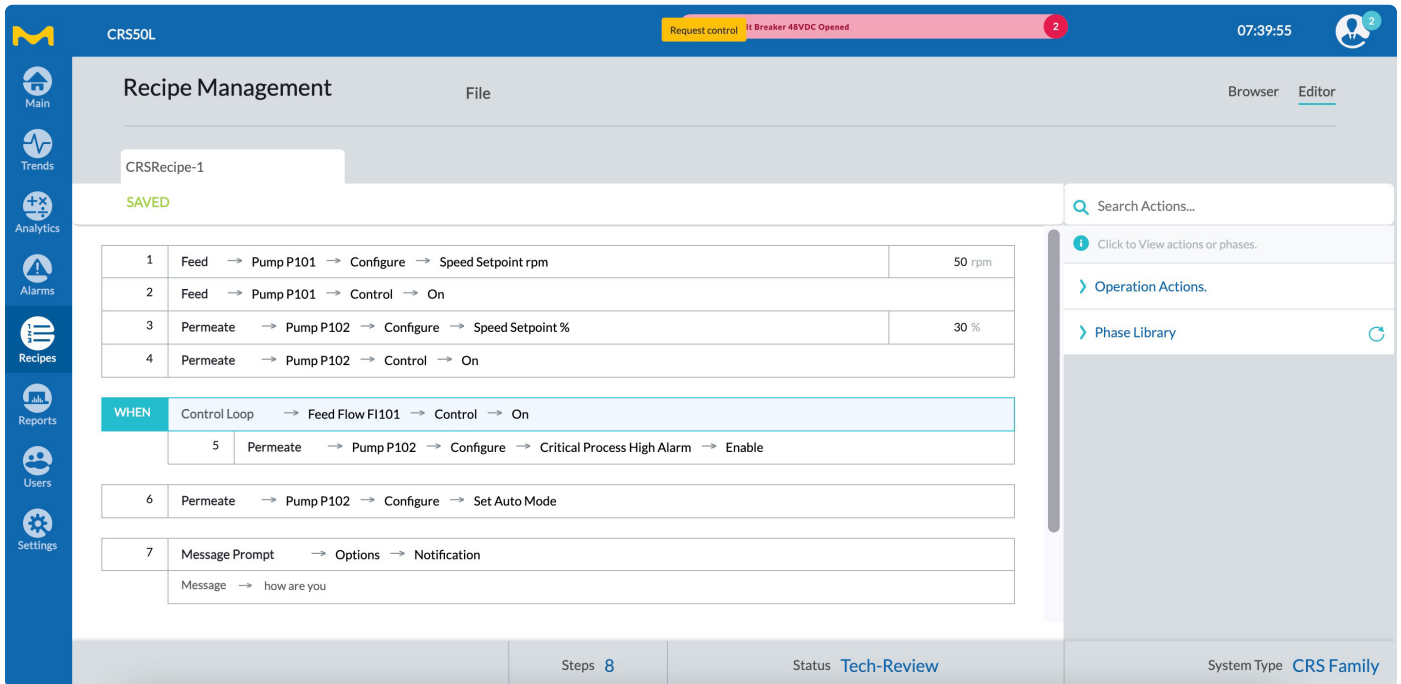 CRS50L
Request control
it Breaker 48VDC Opened
2
07:39:55
2
Main
Trends
Analytics
Alarms
Recipes
Reports
Users
Settings
Recipe Management
File
Browser Editor
CRSRecipe-1
SAVED
1 Feed → Pump P101 → Configure → Speed Setpoint rpm 50 rpm
2 Feed → Pump P101 → Control → On
3 Permeate → Pump P102 → Configure → Speed Setpoint % 30 %
4 Permeate → Pump P102 → Control → On
WHEN Control Loop → Feed Flow FI101 → Control → On
5 Permeate → Pump P102 → Configure → Critical Process High Alarm → Enable
6 Permeate → Pump P102 → Configure → Set Auto Mode
7 Message Prompt → Options → Notification
Message → how are you
Search Actions...
Click to View actions or phases.
Operation Actions.
Phase Library
Steps 8
Status Tech-Review
System Type CRS Family